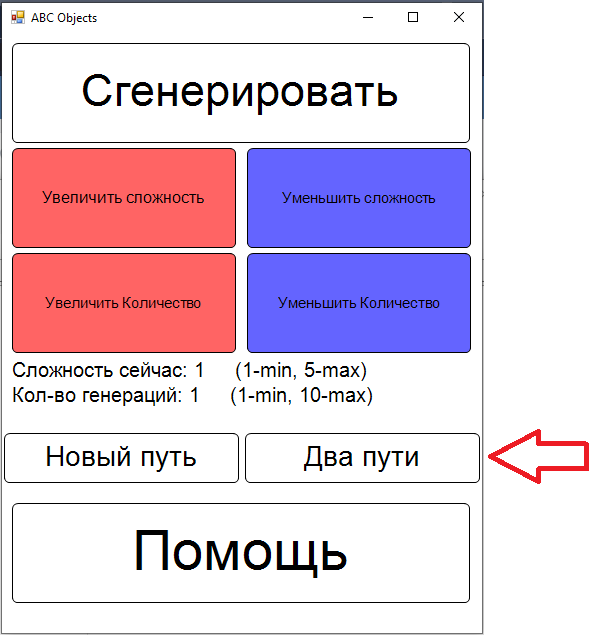 ABC Objects
Сгенерировать
Увеличить сложность
Уменьшить сложность
Увеличить Количество
Уменьшить Количество
Сложность сейчас: 1 (1-min, 5-max)
Кол-во генераций: 1 (1-min, 10-max)
Новый путь
Два пути
Помощь